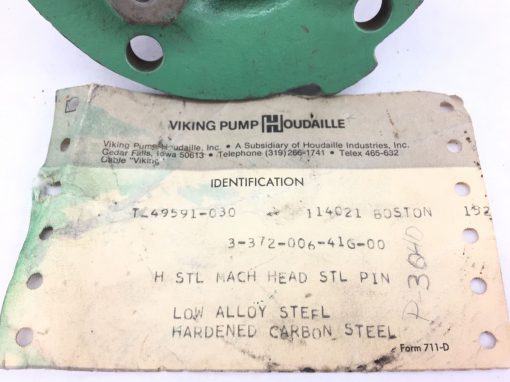 VIKING PUMP HOUDAILLE
Viking Pump Houdaille, Inc. • A Subsidiary of Houdaille Industries, Inc.
Cedar Falls, Iowa 50613 • Telephone (319) 266-1741 • Telex 465-632
Cable "Viking"
IDENTIFICATION
T249591-030 -- 114021 BOSTON 152
3-372-006-416-00
H STL MACH HEAD STL PIN
LOW ALLOY STEEL
HARDENED CARBON STEEL
Form 711-D